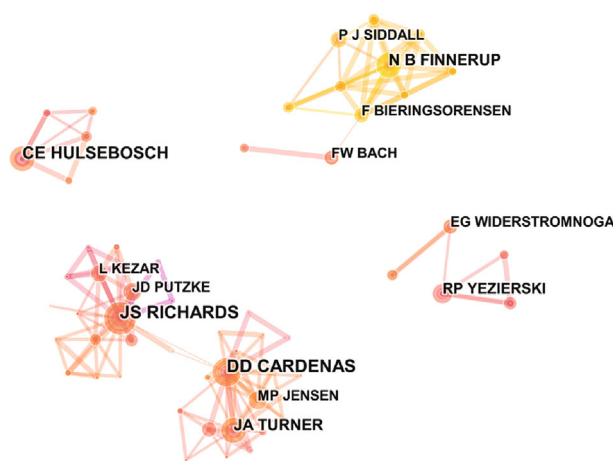 P J SIDDALL
N B FINNERUP
F BIERINGSORENSEN
FW BACH
CE HULSEBOSCH
EG WIDERSTROMNOGA
RP YEZIERSKI
L KEZAR
JD PUTZKE
JS RICHARDS
DD CARDENAS
MP JENSEN
JA TURNER